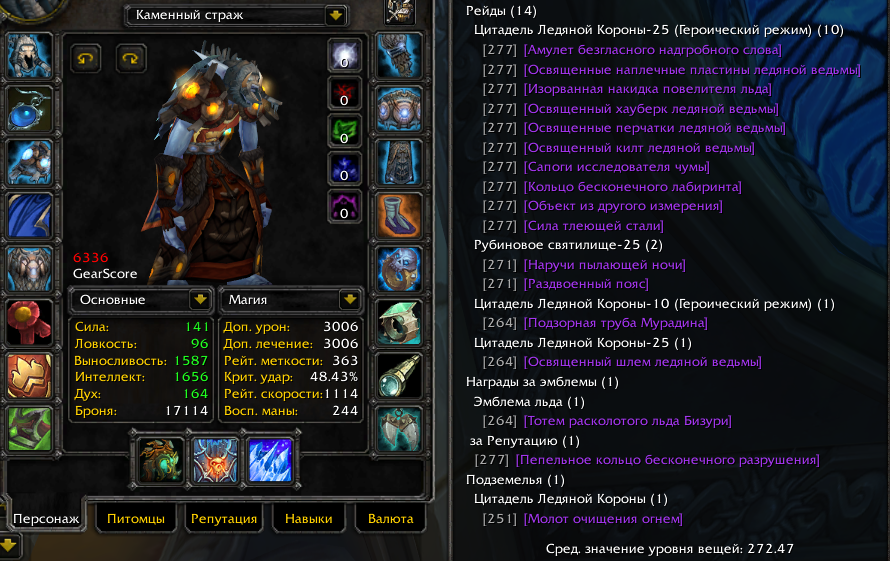 Каменный страж
0
0
0
0
0
6336
GearScore
Основные
Магия
Сила: 141
Ловкость: 96
Выносливость: 1587
Интеллект: 1656
Дух: 164
Броня: 17114
Доп. урон: 3006
Доп. лечение: 3006
Рейт. меткости: 363
Крит. удар: 48.43%
Рейт. скорости: 1114
Восп. маны: 244
Персонаж
Питомцы
Репутация
Навыки
Валюта
Рейды (14)
Цитадель Ледяной Короны-25 (Героический режим) (10)
[277] [Амулет безгласного надгробного слова]
[277] [Освященные наплечные пластины ледяной ведьмы]
[277] [Изорванная накидка повелителя льда]
[277] [Освященный хауберк ледяной ведьмы]
[277] [Освященные перчатки ледяной ведьмы]
[277] [Освященный килт ледяной ведьмы]
[277] [Сапоги исследователя чумы]
[277] [Кольцо бесконечного лабиринта]
[277] [Объект из другого измерения]
[277] [Сила тлеющей стали]
Рубиновое святилище-25 (2)
[271] [Наручи пылающей ночи]
[271] [Раздвоенный пояс]
Цитадель Ледяной Короны-10 (Героический режим) (1)
[264] [Подзорная труба Мурадина]
Цитадель Ледяной Короны-25 (1)
[264] [Освященный шлем ледяной ведьмы]
Награды за эмблемы (1)
Эмблема льда (1)
[264] [Тотем расколотого льда Бизури]
за Репутацию (1)
[277] [Пепельное кольцо бесконечного разрушения]
Подземелья (1)
Цитадель Ледяной Короны (1)
[251] [Молот очищения огнем]
Сред. значение уровня вещей: 272.47